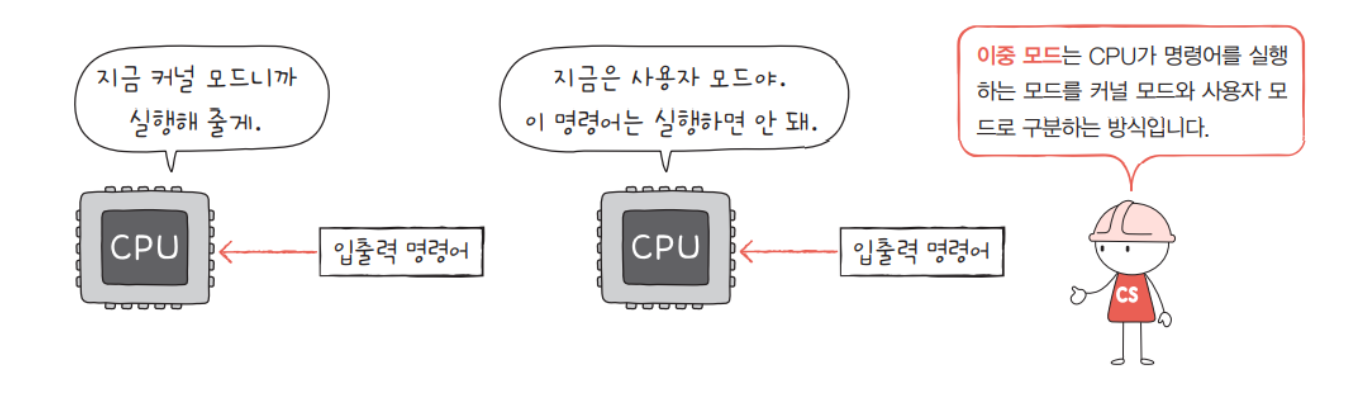 지금 커널 모드니까
실행해 줄게.
CPU
입출력 명령어
지금은 사용자 모드야.
이 명령어는 실행하면 안 돼.
CPU
입출력 명령어
이중 모드는 CPU가 명령어를 실행
하는 모드를 커널 모드와 사용자 모
드로 구분하는 방식입니다.
CS